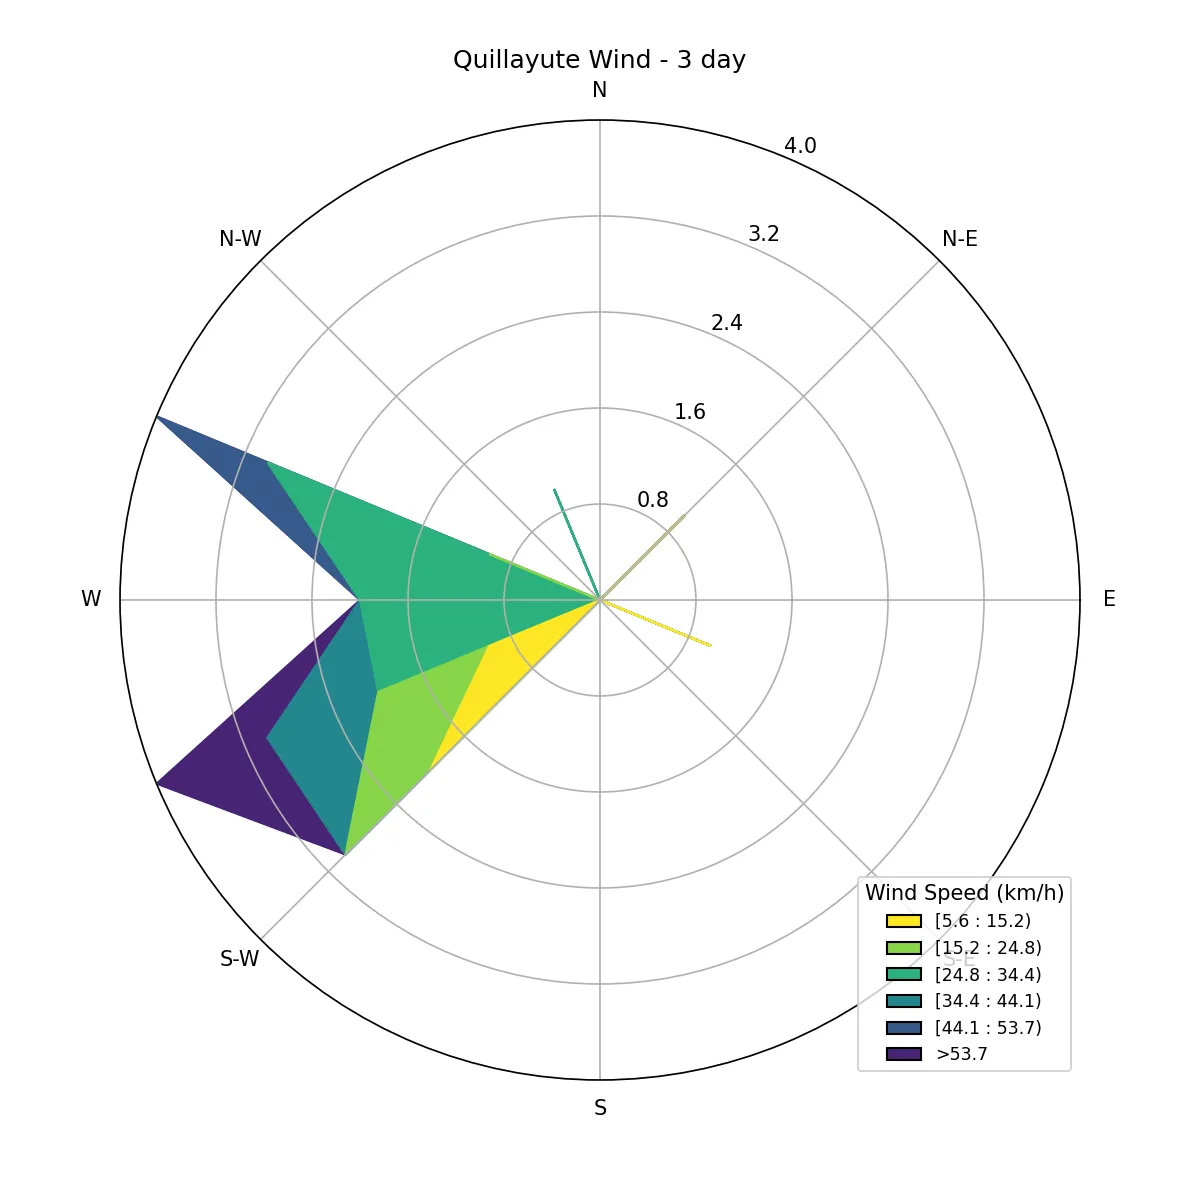 Quillayute Wind - 3 day
N
4.0
3.2
N-W
N-E
2.4
1.6
0.8
W
E
S-W
S-E
Wind Speed (km/h)
[5.6 : 15.2)
[15.2 : 24.8)
[24.8 : 34.4)
[34.4 : 44.1)
[44.1 : 53.7)
>53.7
S